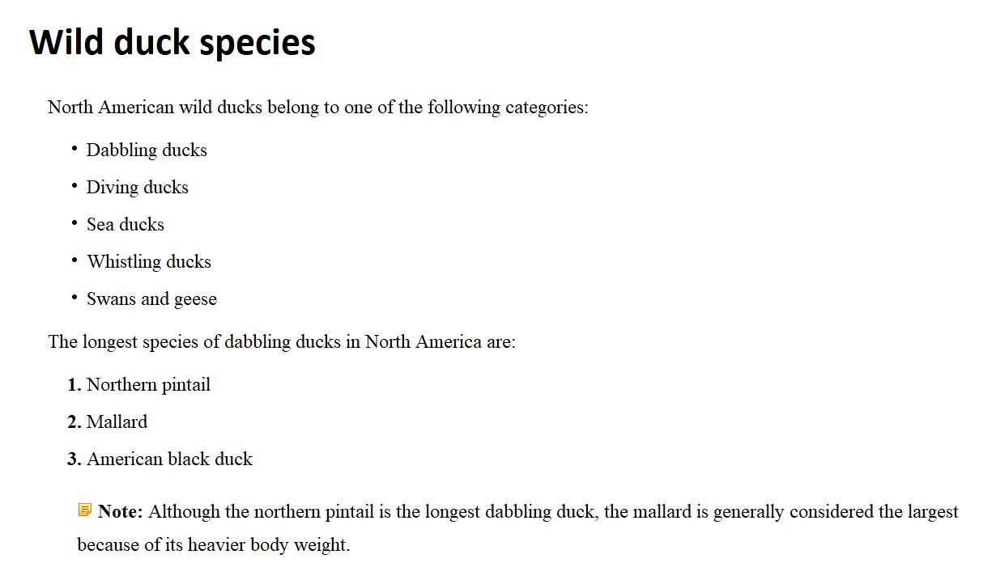 Wild duck species
North American wild ducks belong to one of the following categories:
• Dabbling ducks
• Diving ducks
• Sea ducks
• Whistling ducks
• Swans and geese
The longest species of dabbling ducks in North America are:
1. Northern pintail
2. Mallard
3. American black duck
Note: Although the northern pintail is the longest dabbling duck, the mallard is generally considered the largest
because of its heavier body weight.